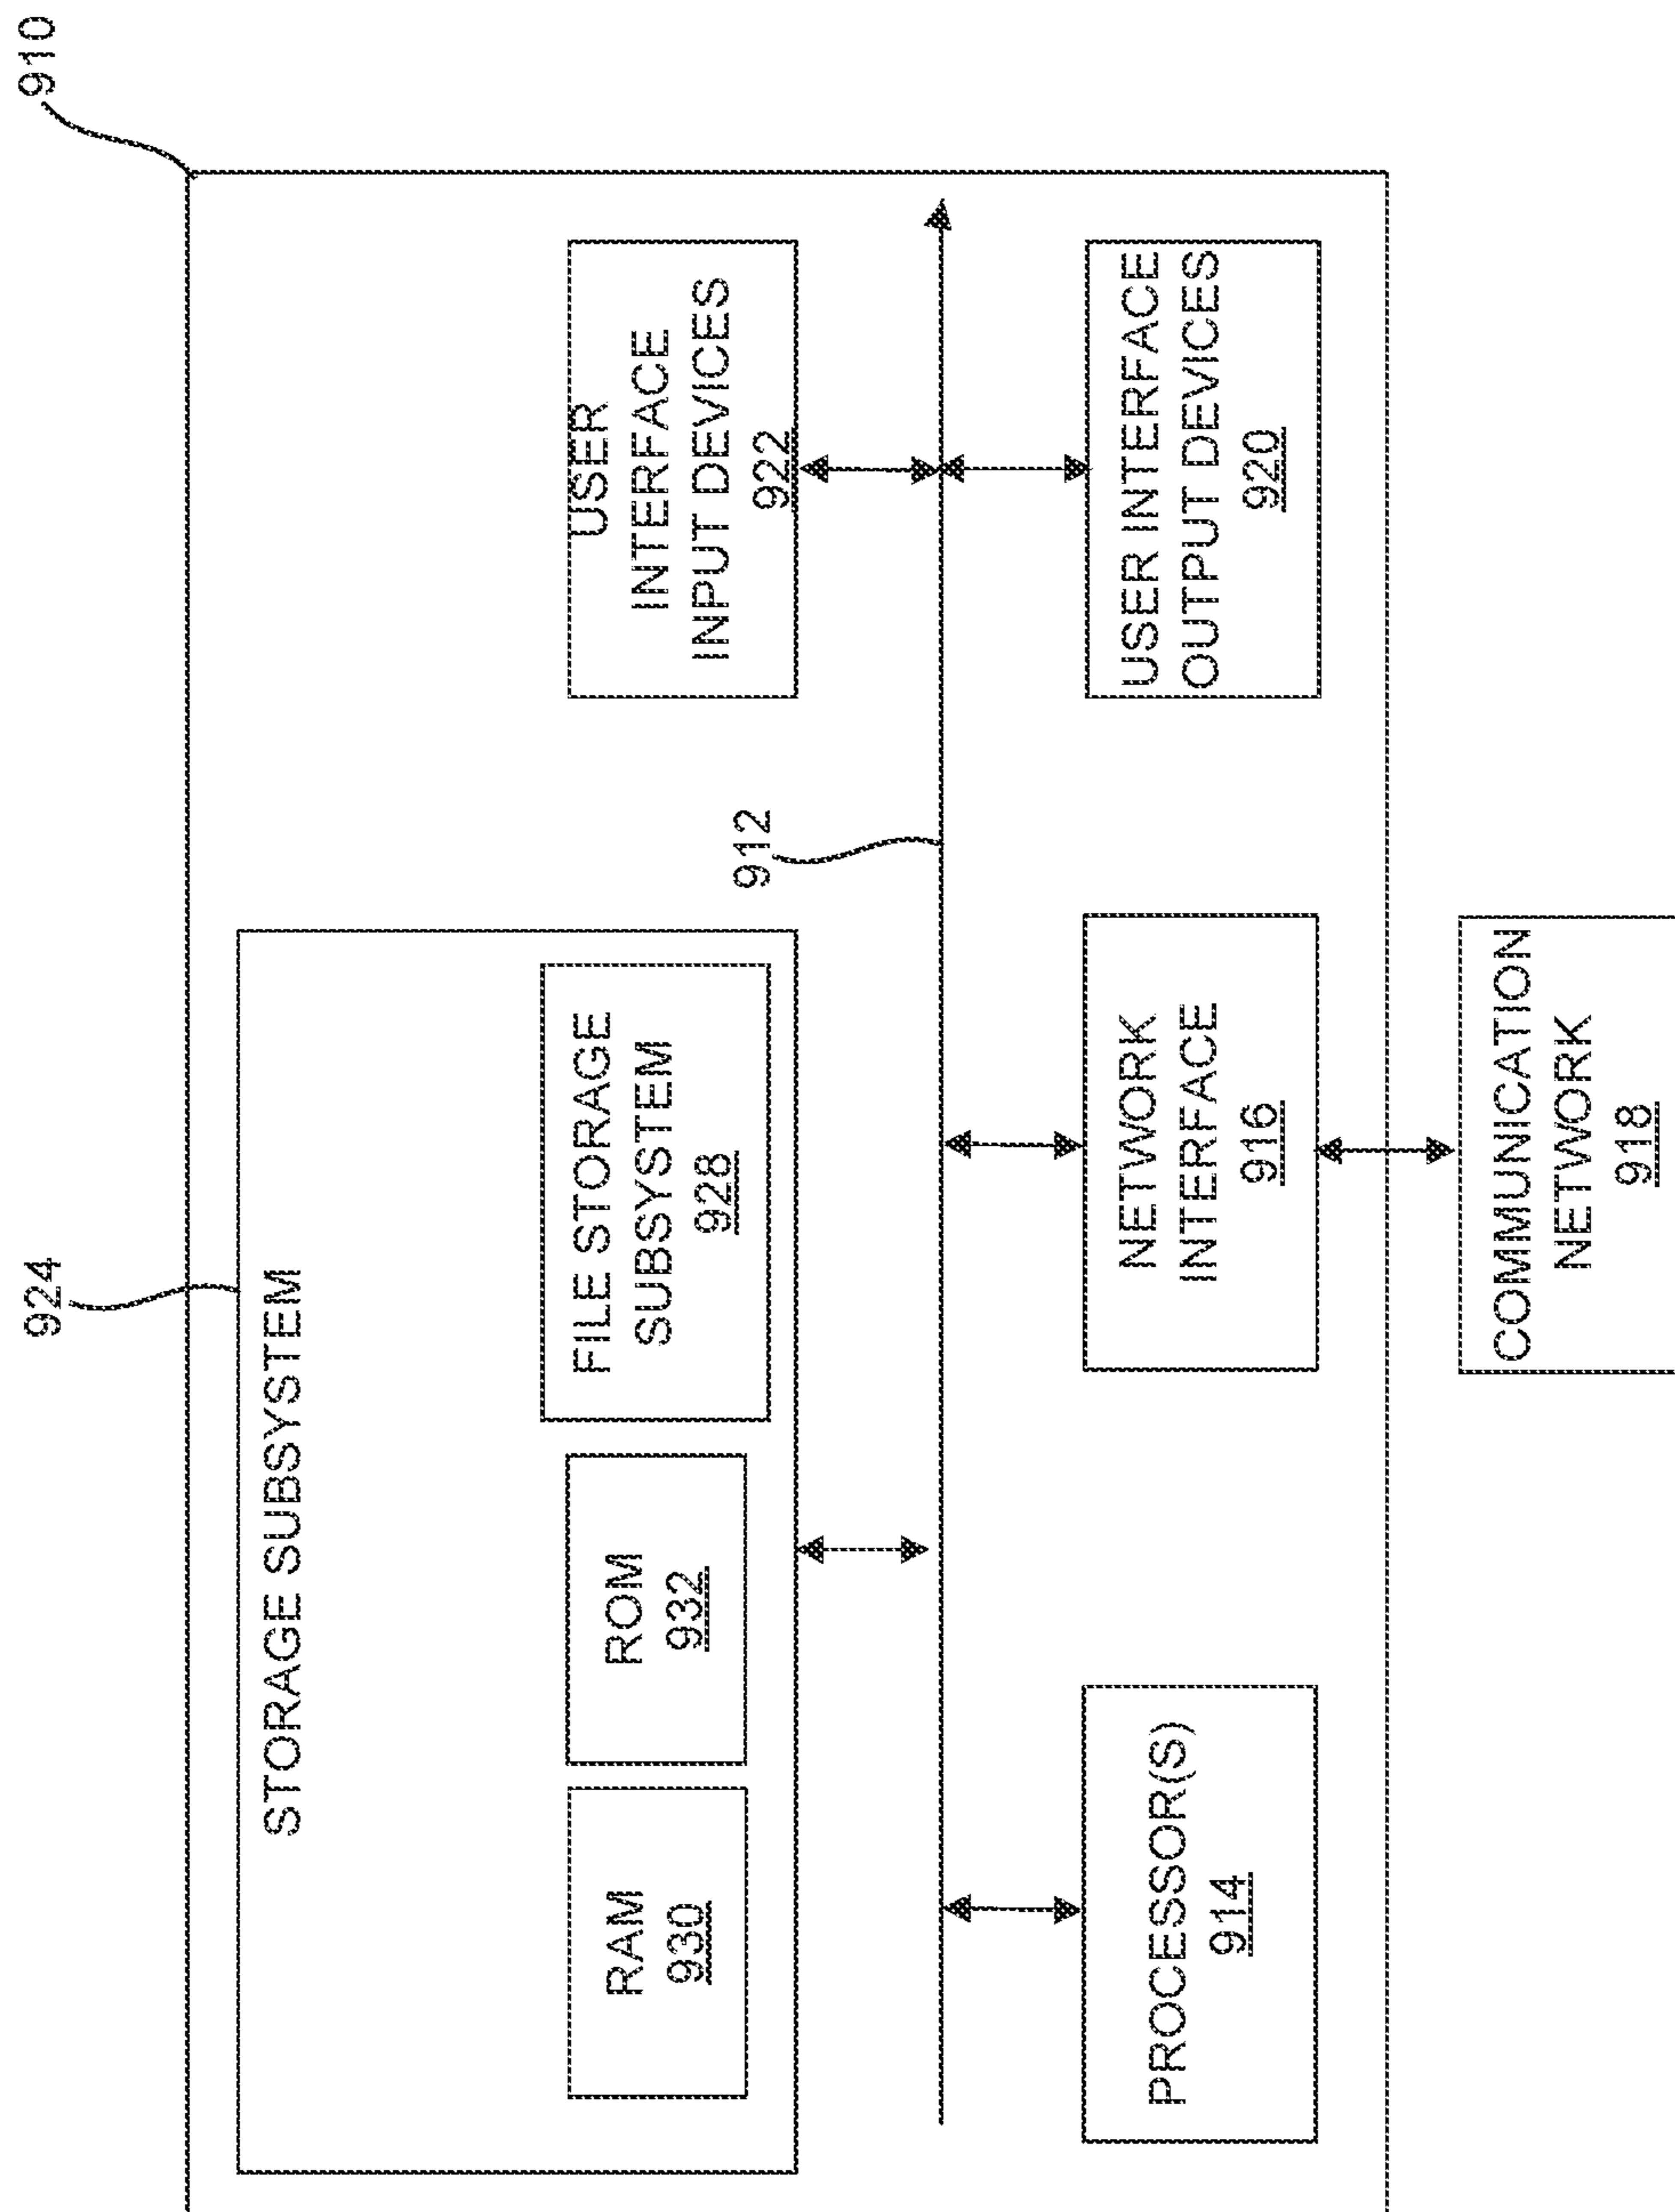 910
924
STORAGE SUBSYSTEM
RAM
930
ROM
932
FILE STORAGE
SUBSYSTEM
928
USER
INTERFACE
INPUT DEVICES
922
912
PROCESSOR(S)
914
NETWORK
INTERFACE
916
USER INTERFACE
OUTPUT DEVICES
920
COMMUNICATION
NETWORK
918